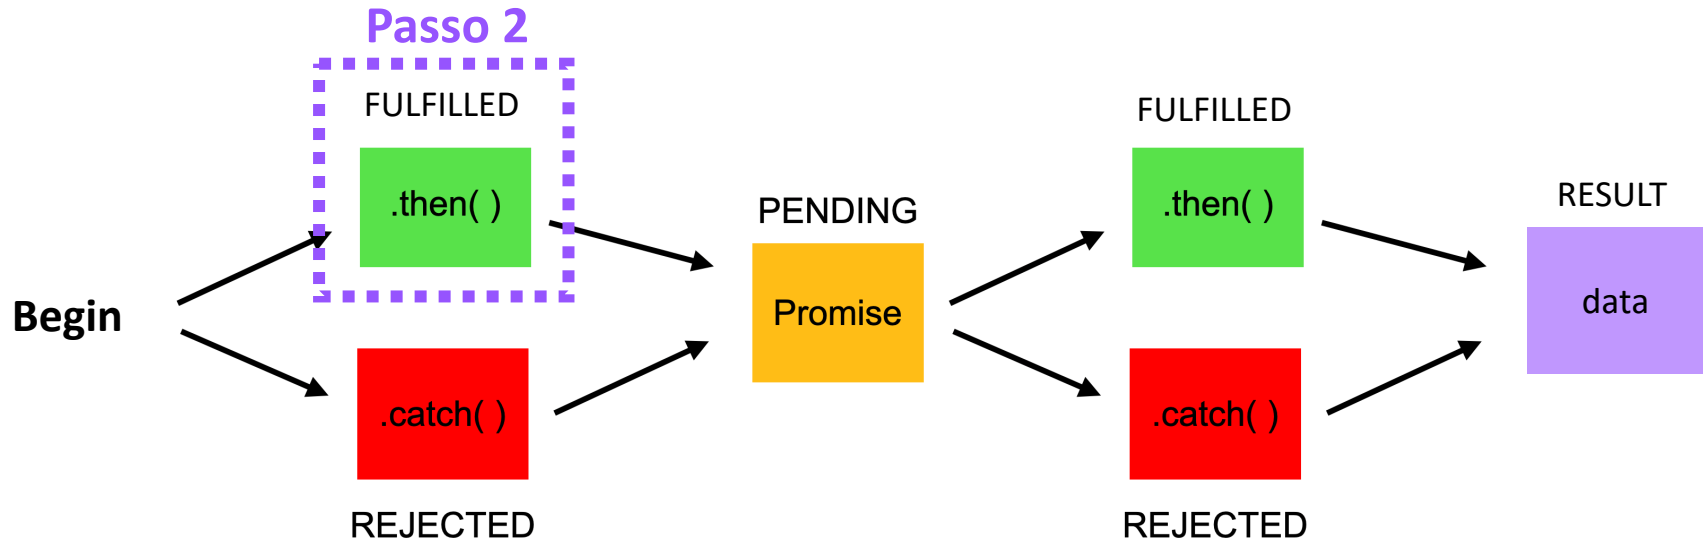 Passo 2
FULFILLED
.then( )
Begin
.catch( )
REJECTED
PENDING
Promise
FULFILLED
.then( )
.catch( )
REJECTED
RESULT
data